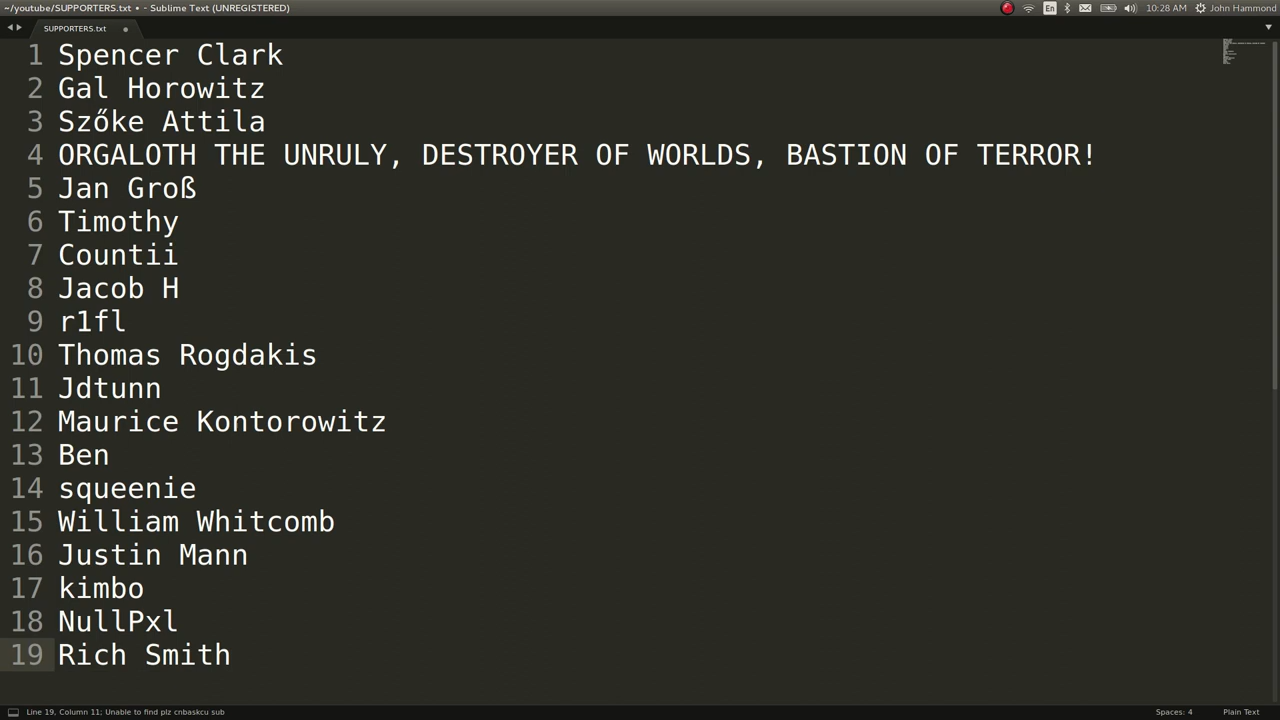 ~/youtube/SUPPORTERS.txt • - Sublime Text (UNREGISTERED)
En
10:28 AM
John Hammond
SUPPORTERS.txt
1 Spencer Clark
2 Gal Horowitz
3 Szőke Attila
4 ORGALOTH THE UNRULY, DESTROYER OF WORLDS, BASTION OF TERROR!
5 Jan Groß
6 Timothy
7 Countii
8 Jacob H
9 r1fl
10 Thomas Rogdakis
11 Jdtunn
12 Maurice Kontorowitz
13 Ben
14 squeenie
15 William Whitcomb
16 Justin Mann
17 kimbo
18 NullPxl
19 Rich Smith
Line 19, Column 11; Unable to find plz cnbaskcu sub
Spaces: 4
Plain Text